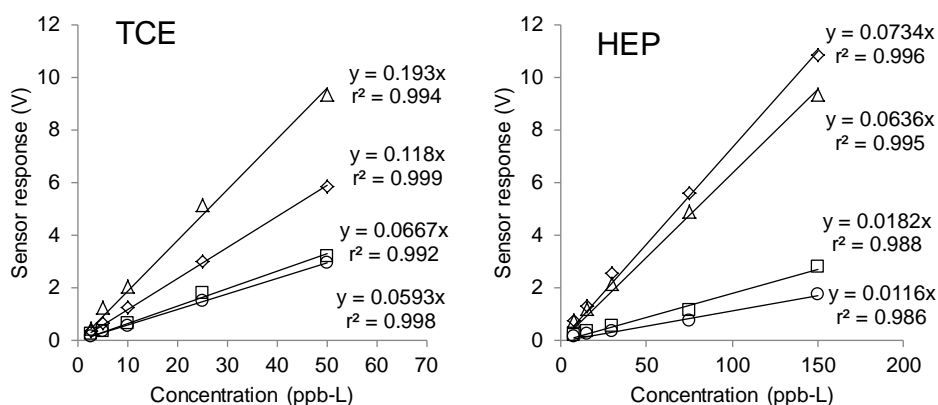 TCE
Sensor response (V)
12
10
8
6
4
2
0
0 10 20 30 40 50 60 70
Concentration (ppb-L)
y = 0.193x
r² = 0.994
y = 0.118x
r² = 0.999
y = 0.0667x
r² = 0.992
y = 0.0593x
r² = 0.998
HEP
Sensor response (V)
12
10
8
6
4
2
0
0 50 100 150 200
Concentration (ppb-L)
y = 0.0734x
r² = 0.996
y = 0.0636x
r² = 0.995
y = 0.0182x
r² = 0.988
y = 0.0116x
r² = 0.986